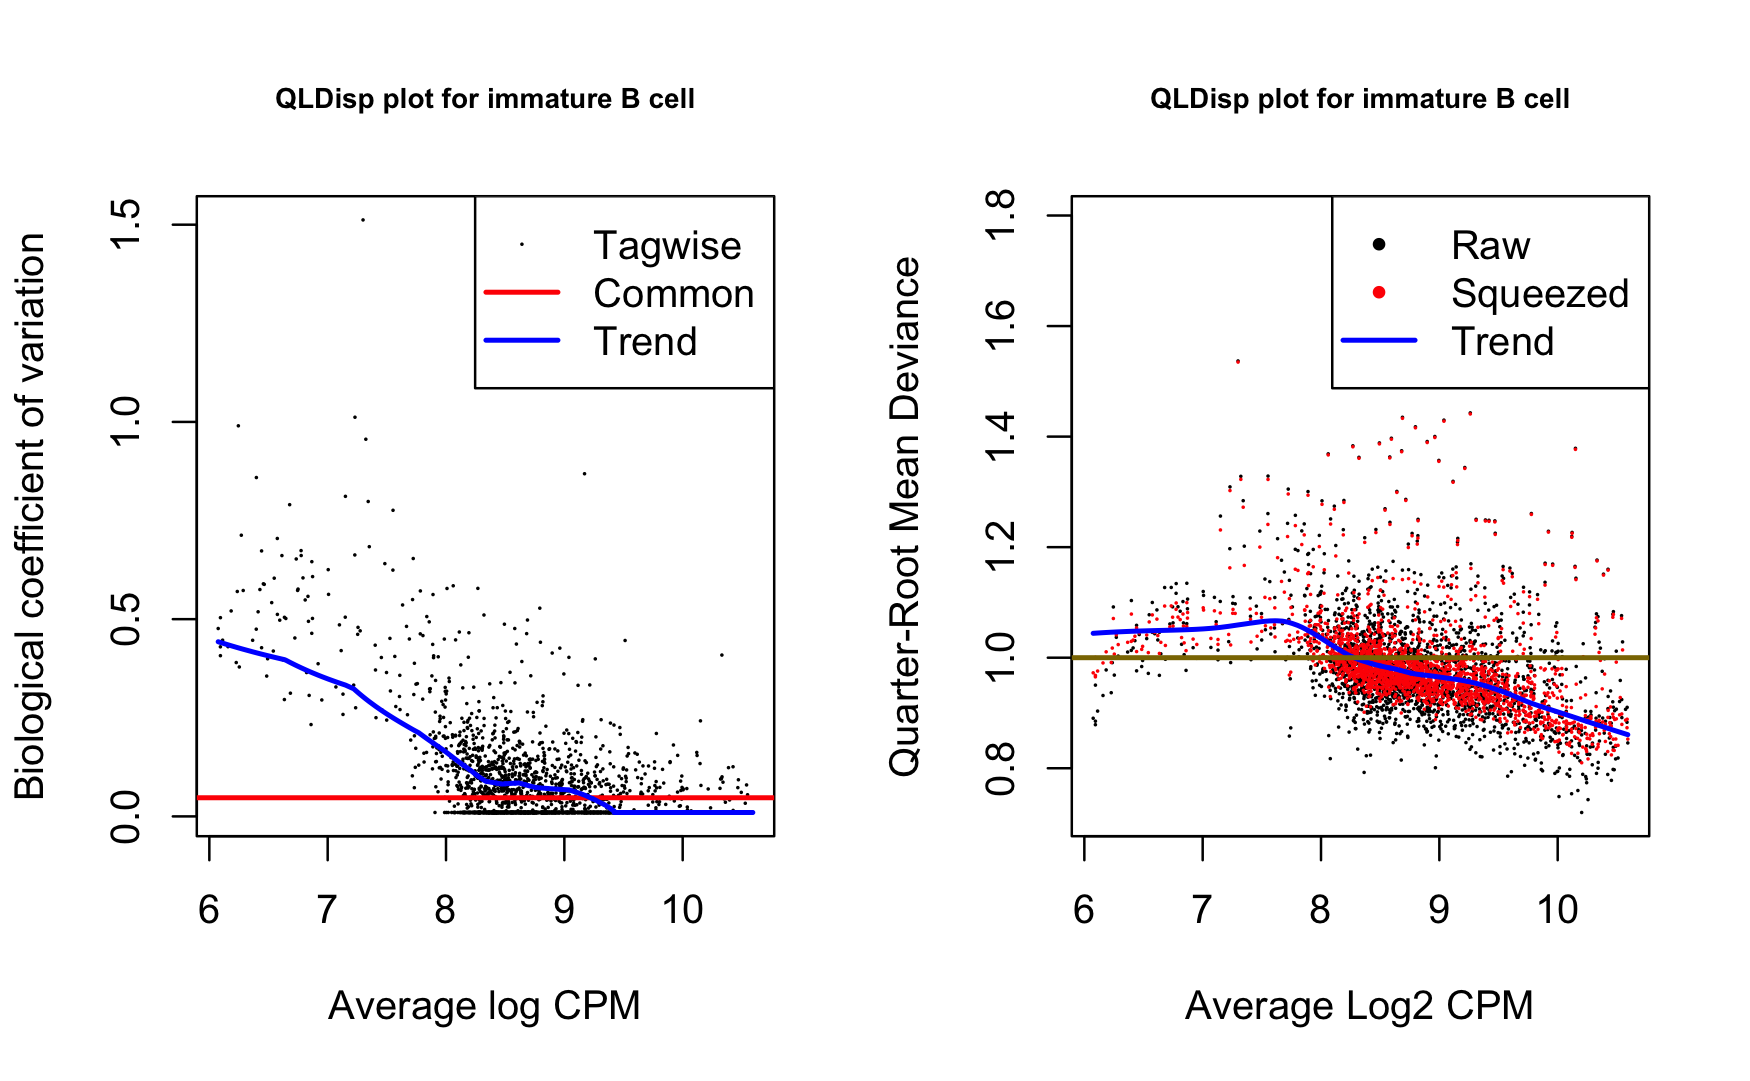 QLDisp plot for immature B cell
Biological coefficient of variation
1.5
1.0
0.5
0.0
Tagwise
Common
Trend
6 7 8 9 10
Average log CPM
QLDisp plot for immature B cell
Quarter-Root Mean Deviance
1.8
1.6
1.4
1.2
1.0
0.8
Raw
Squeezed
Trend
6 7 8 9 10
Average Log2 CPM